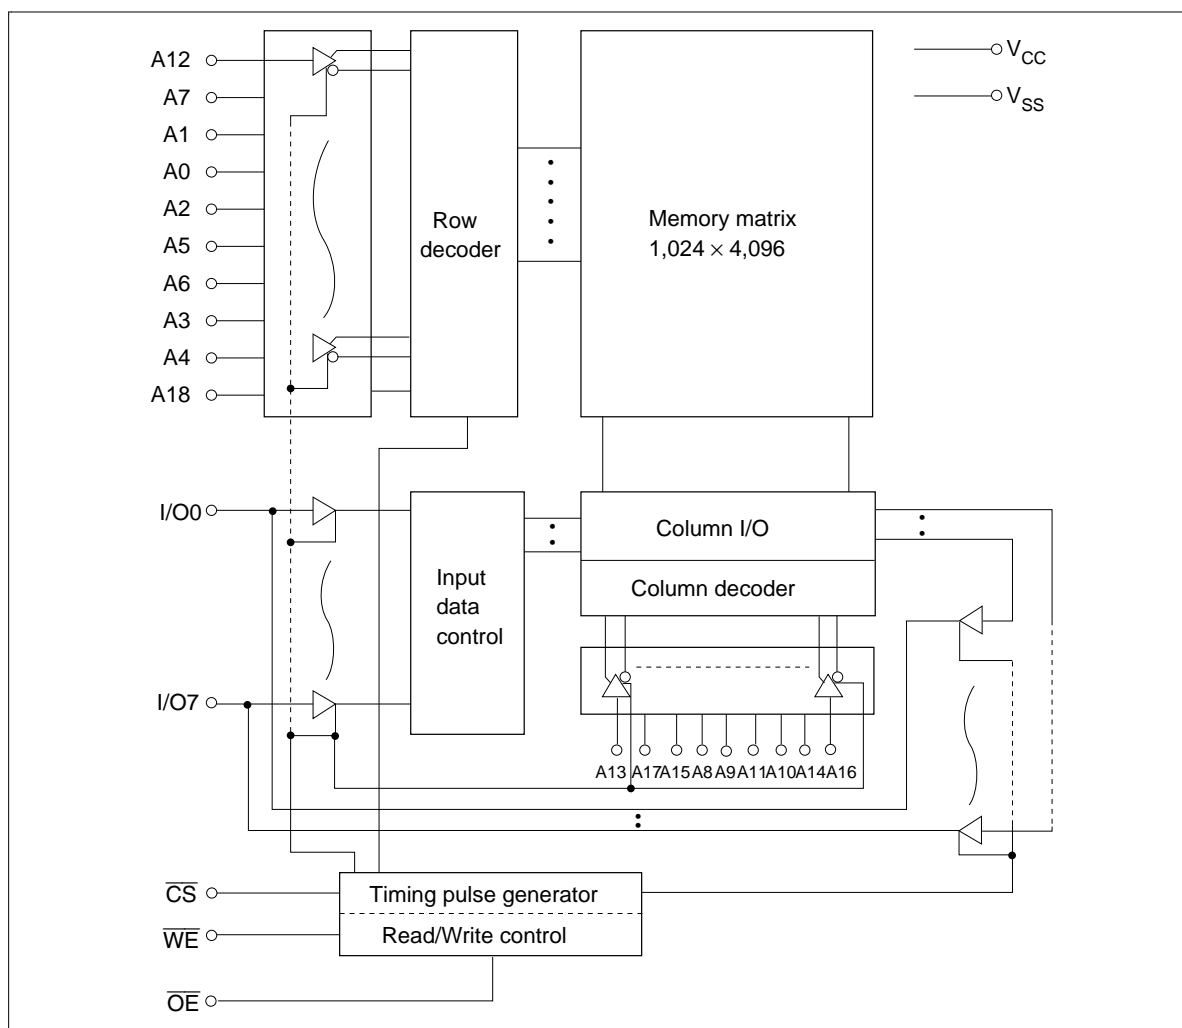 A12
A7
A1
A0
A2
A5
A6
A3
A4
A18
Row
decoder
Memory matrix
1,024 × 4,096
VCC
VSS
I/O0
I/O7
Input
data
control
Column I/O
Column decoder
A13 A17 A15 A8 A9 A11 A10 A14 A16
CS
WE
OE
Timing pulse generator
Read/Write control